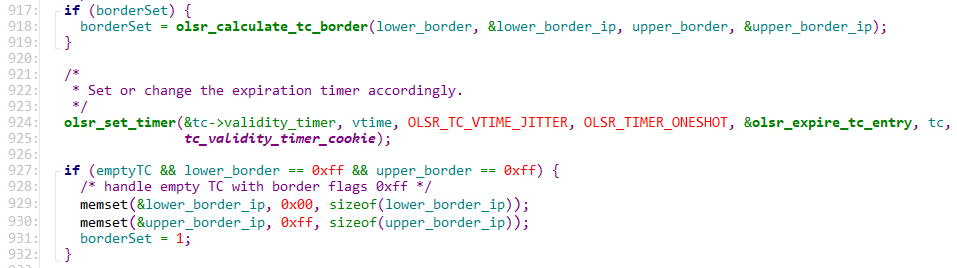 917: if (borderSet) {
918: borderSet = olsr_calculate_tc_border(lower_border, &lower_border_ip, upper_border, &upper_border_ip);
919: }
920:
921: /*
922: * Set or change the expiration timer accordingly.
923: */
924: olsr_set_timer(&tc->validity_timer, vtime, OLSR_TC_VTIME_JITTER, OLSR_TIMER_ONESHOT, &olsr_expire_tc_entry, tc,
925: tc_validity_timer_cookie);
926:
927: if (emptyTC && lower_border == 0xff && upper_border == 0xff) {
928: /* handle empty TC with border flags 0xff */
929: memset(&lower_border_ip, 0x00, sizeof(lower_border_ip));
930: memset(&upper_border_ip, 0xff, sizeof(upper_border_ip));
931: borderSet = 1;
932: }